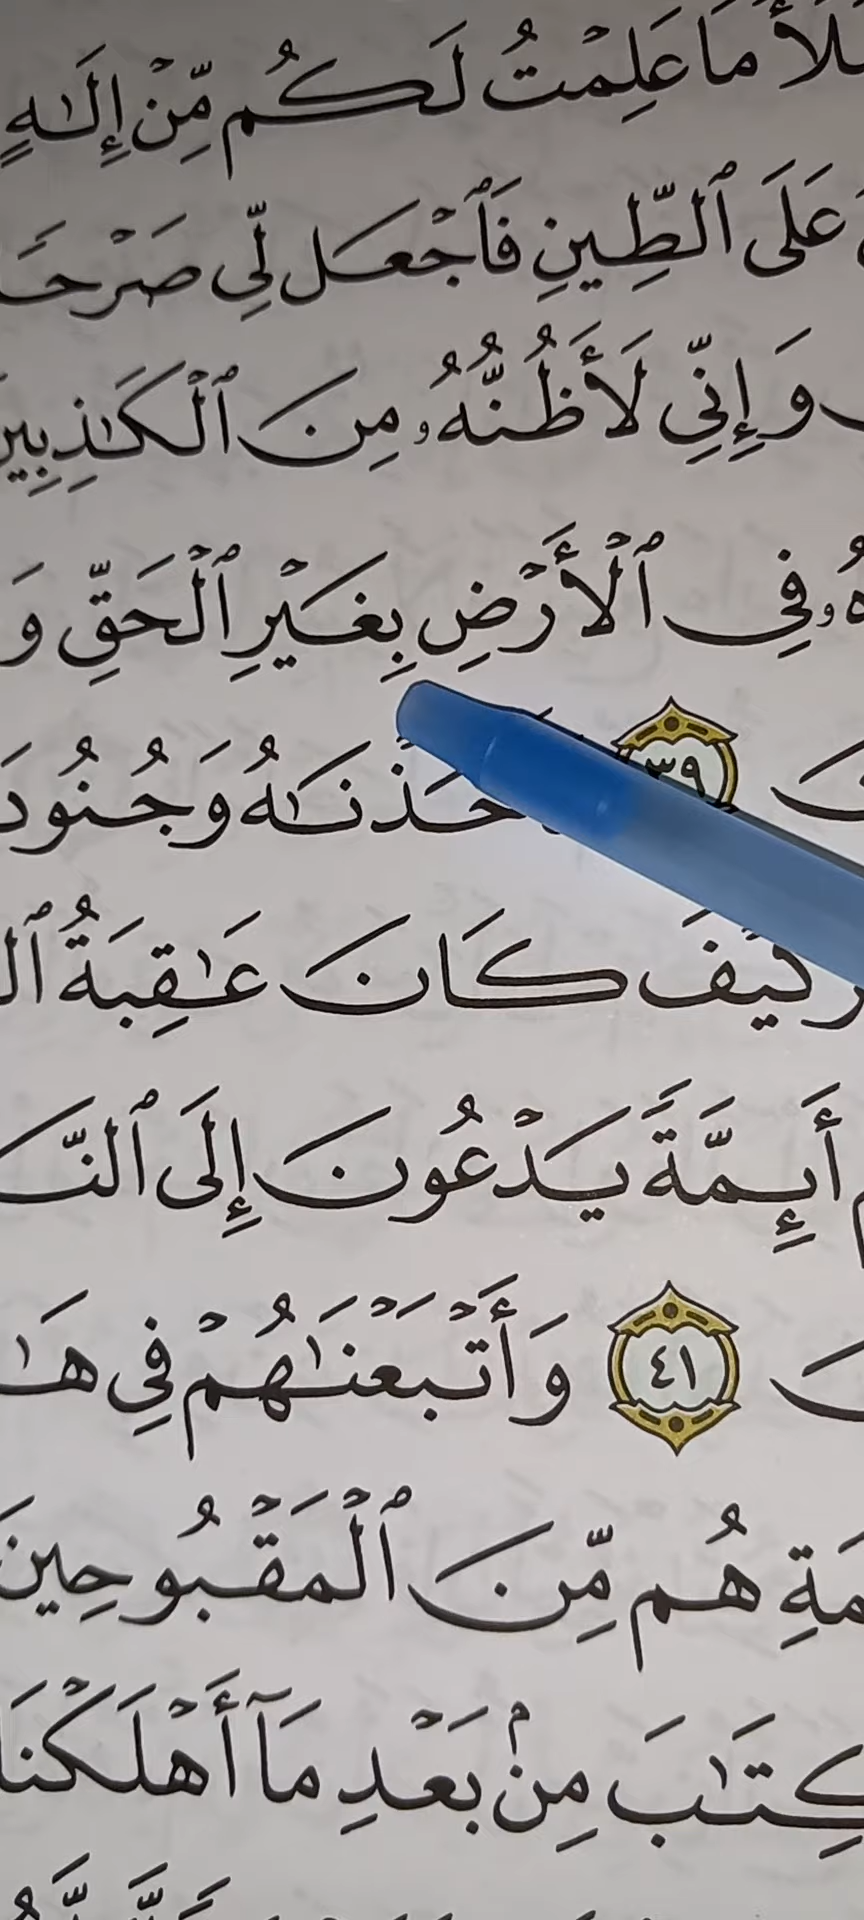 مَا عَلِمۡتُ لَكُم مِّنۡ إِلَٰهٍ
عَلَى ٱلطِّينِ فَٱجۡعَل لِّي صَرۡحٗا
وَإِنِّي لَأَظُنُّهُۥ مِنَ ٱلۡكَٰذِبِين
فِي ٱلۡأَرۡضِ بِغَيۡرِ ٱلۡحَقِّ وَ
٣٩ وَجُنُود
كَيۡفَ كَانَ عَٰقِبَةُ ٱل
أَئِمَّةٗ يَدۡعُونَ إِلَى ٱلنَّ
٤١ وَأَتۡبَعۡنَٰهُمۡ فِي هَٰ
مَةِ هُم مِّنَ ٱلۡمَقۡبُوحِينَ
كِتَٰبَ مِنۢ بَعۡدِ مَآ أَهۡلَكۡنَا